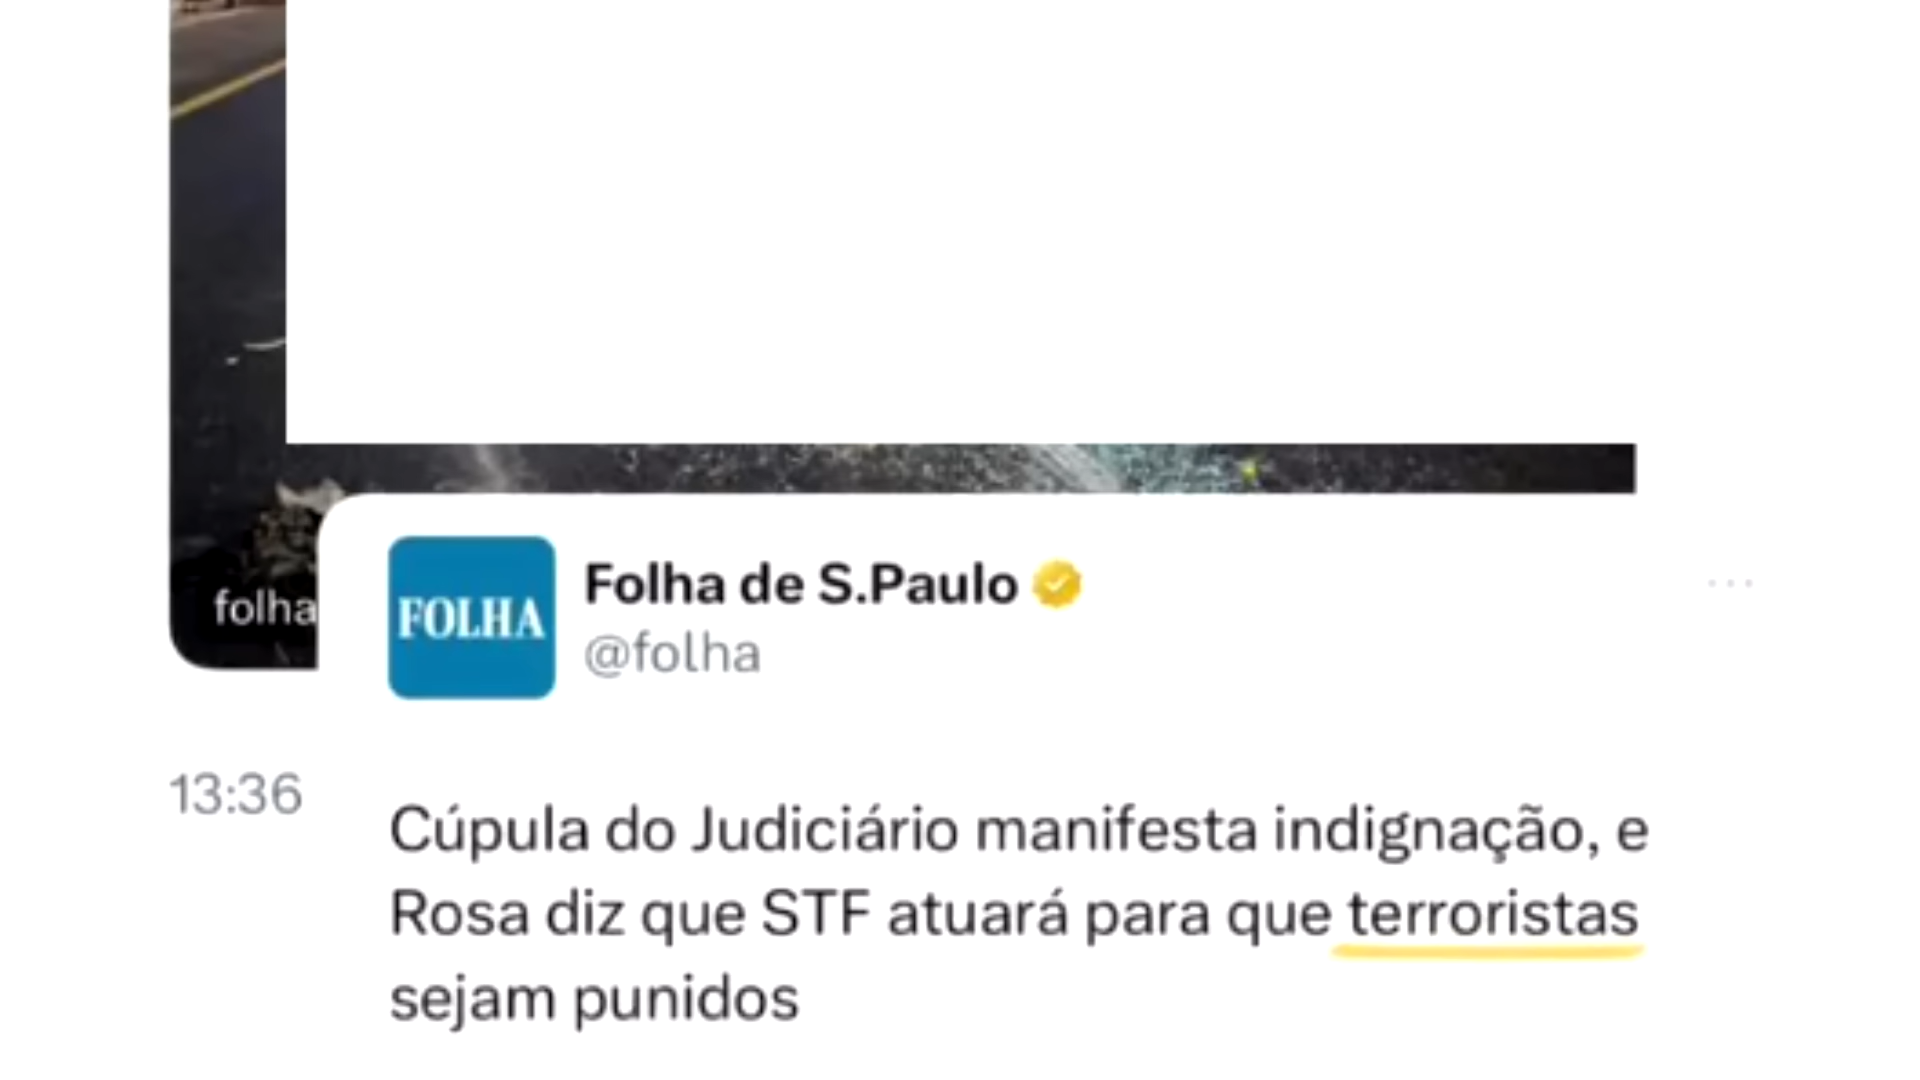 FOLHA
Folha de S.Paulo
@folha
folha
13:36
Cúpula do Judiciário manifesta indignação, e
Rosa diz que STF atuará para que terroristas
sejam punidos